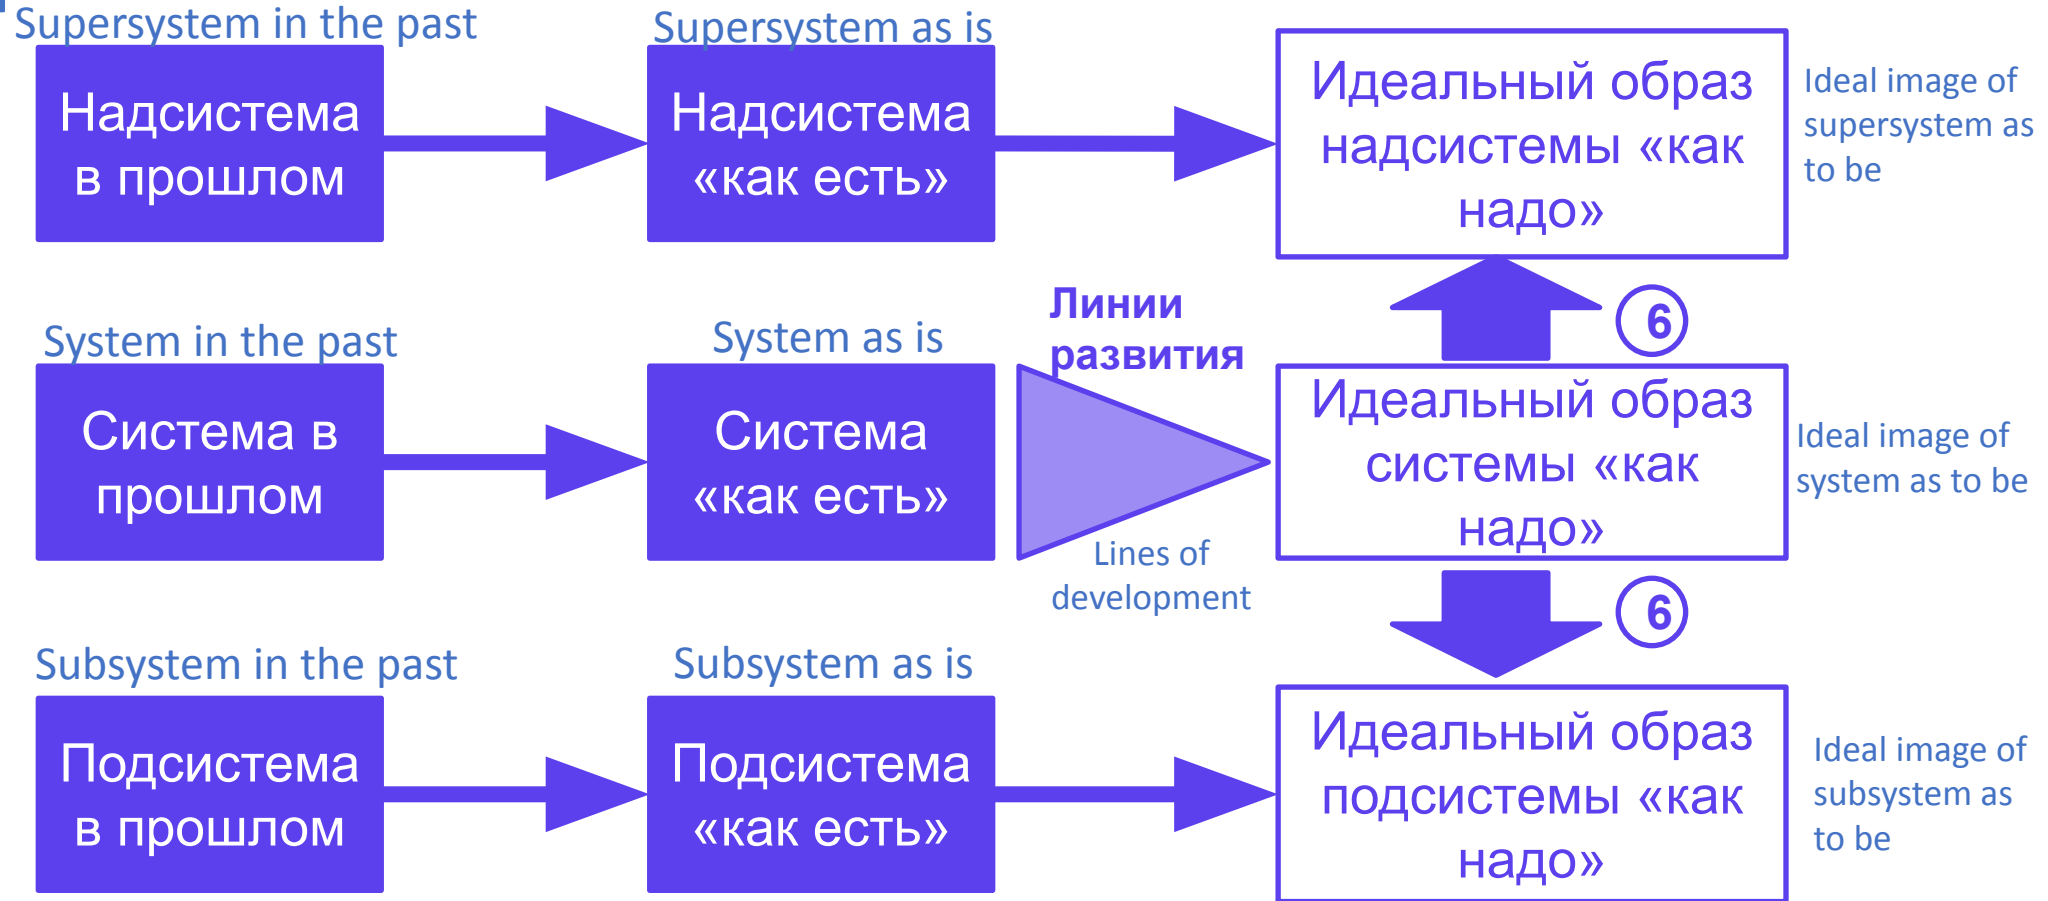 Supersystem in the past
Supersystem as is
Надсистема
в прошлом
Надсистема
«как есть»
Идеальный образ
надсистемы «как
надо»
Ideal image of
supersystem as
to be
Линии
развития
6
System in the past
System as is
Система в
прошлом
Система
«как есть»
Идеальный образ
системы «как
надо»
Ideal image of
system as to be
Lines of
development
6
Subsystem in the past
Subsystem as is
Подсистема
в прошлом
Подсистема
«как есть»
Идеальный образ
подсистемы «как
надо»
Ideal image of
subsystem as
to be